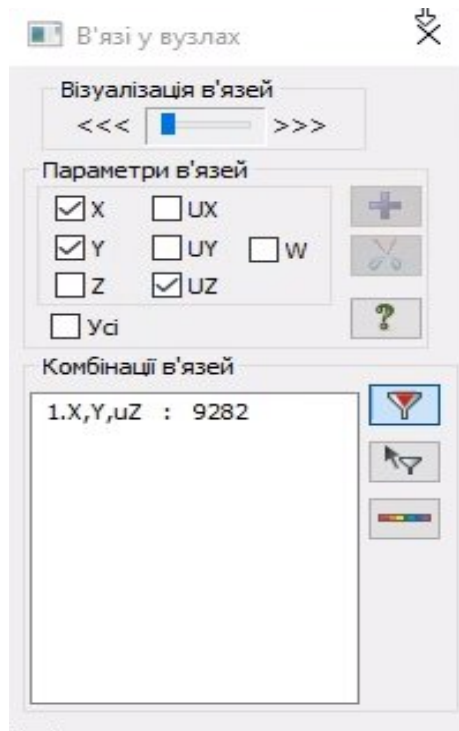 В'язі у вузлах
Візуалізація в'язей
<<< >>>
Параметри в'язей
X UX
Y UY W
Z UZ
Усі
?
Комбінації в'язей
1.X,Y,uZ : 9282